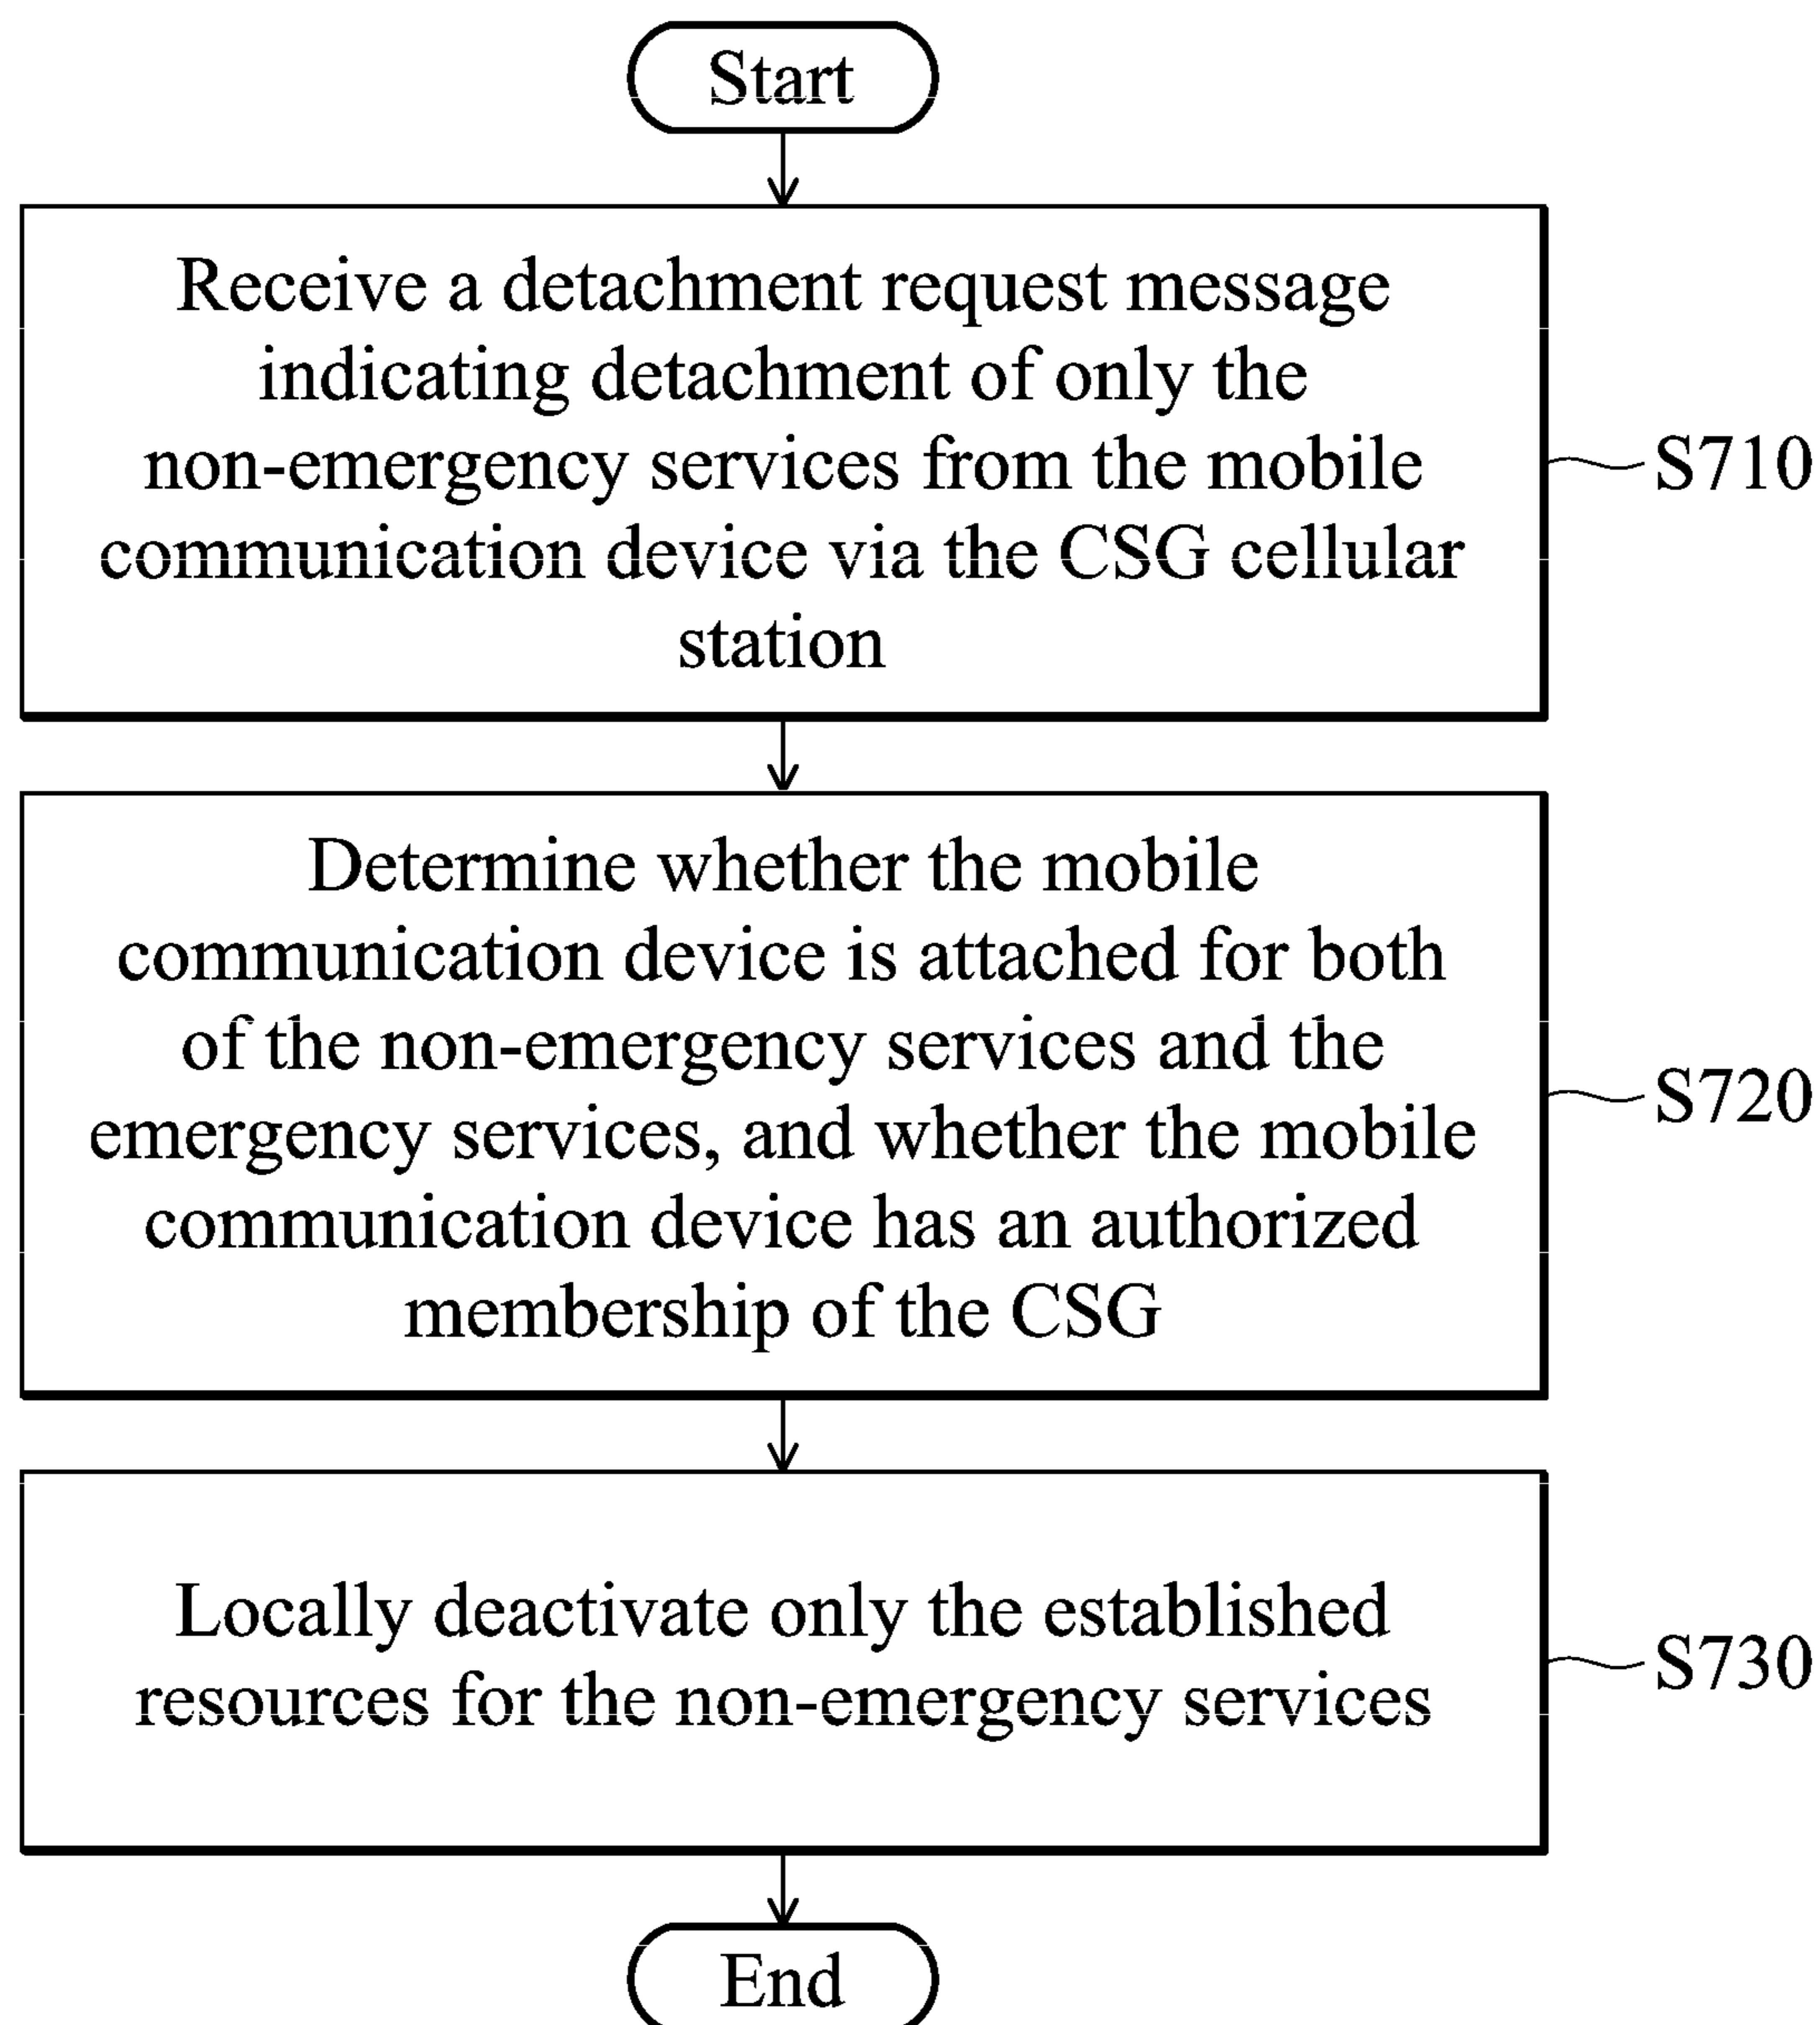 Start
Receive a detachment request message
indicating detachment of only the
non-emergency services from the mobile
communication device via the CSG cellular
station
S710
Determine whether the mobile
communication device is attached for both
of the non-emergency services and the
emergency services, and whether the mobile
communication device has an authorized
membership of the CSG
S720
Locally deactivate only the established
resources for the non-emergency services
S730
End